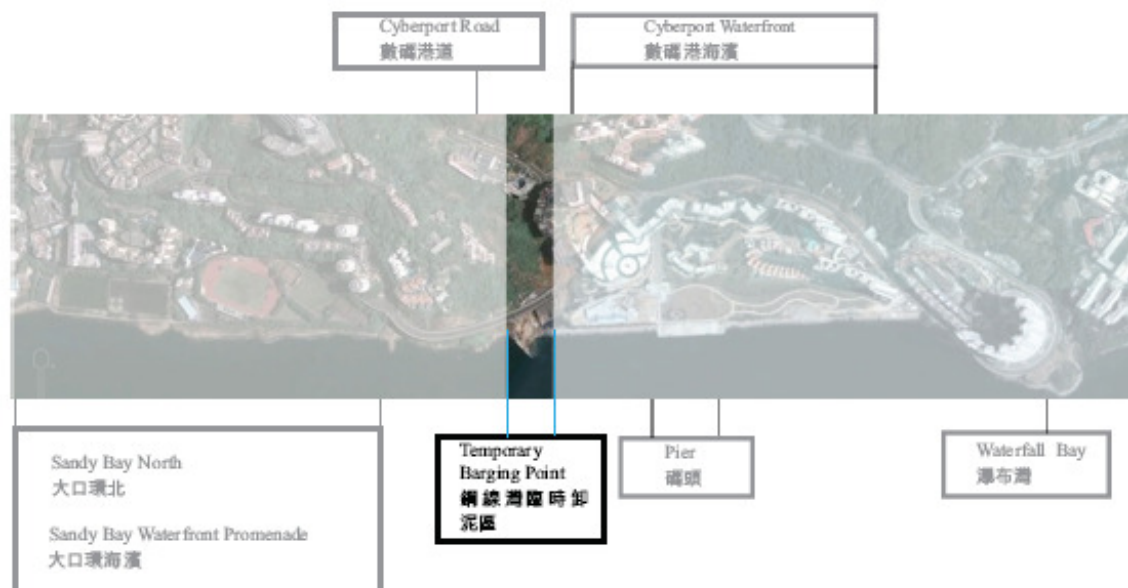 Cyberport Road
數碼港道
Cyberport Waterfront
數碼港海濱
Sandy Bay North
大口環北
Sandy Bay Waterfront Promenade
大口環海濱
Temporary
Barging Point
鋼線灣臨時卸
泥區
Pier
碼頭
Waterfall Bay
瀑布灣